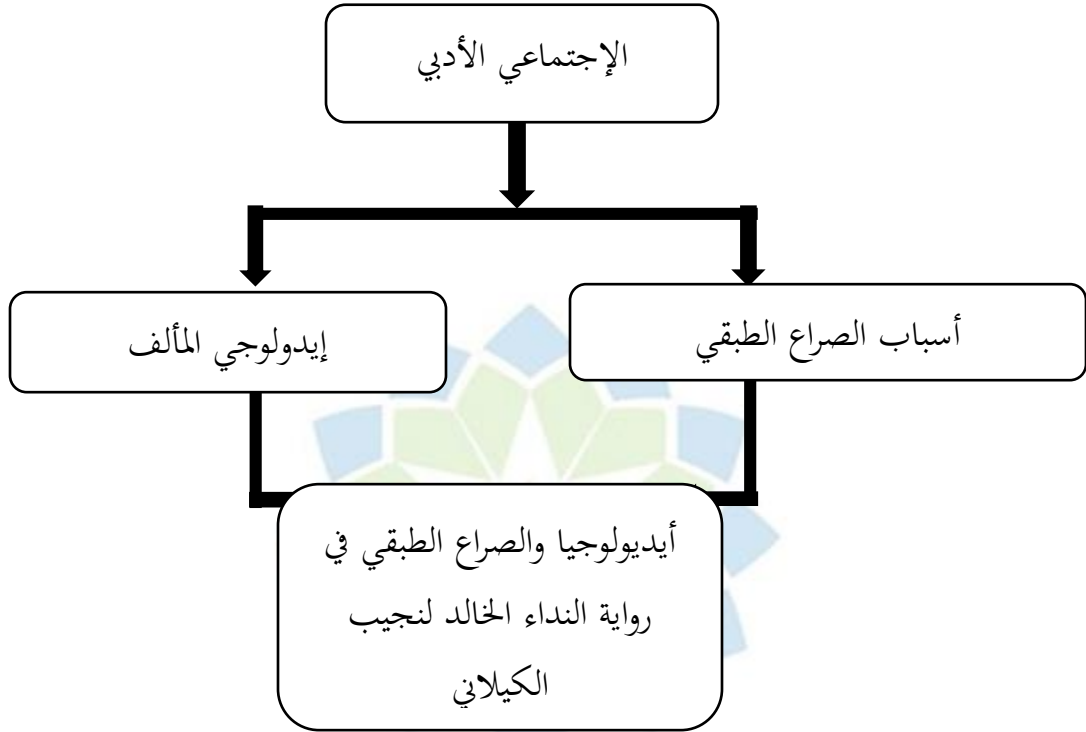 الإجتماعي الأدبي
أسباب الصراع الطبقي
إيدولوجي المألف
أيديولوجيا والصراع الطبقي في
رواية النداء الخالد لنجيب
الكيلاني